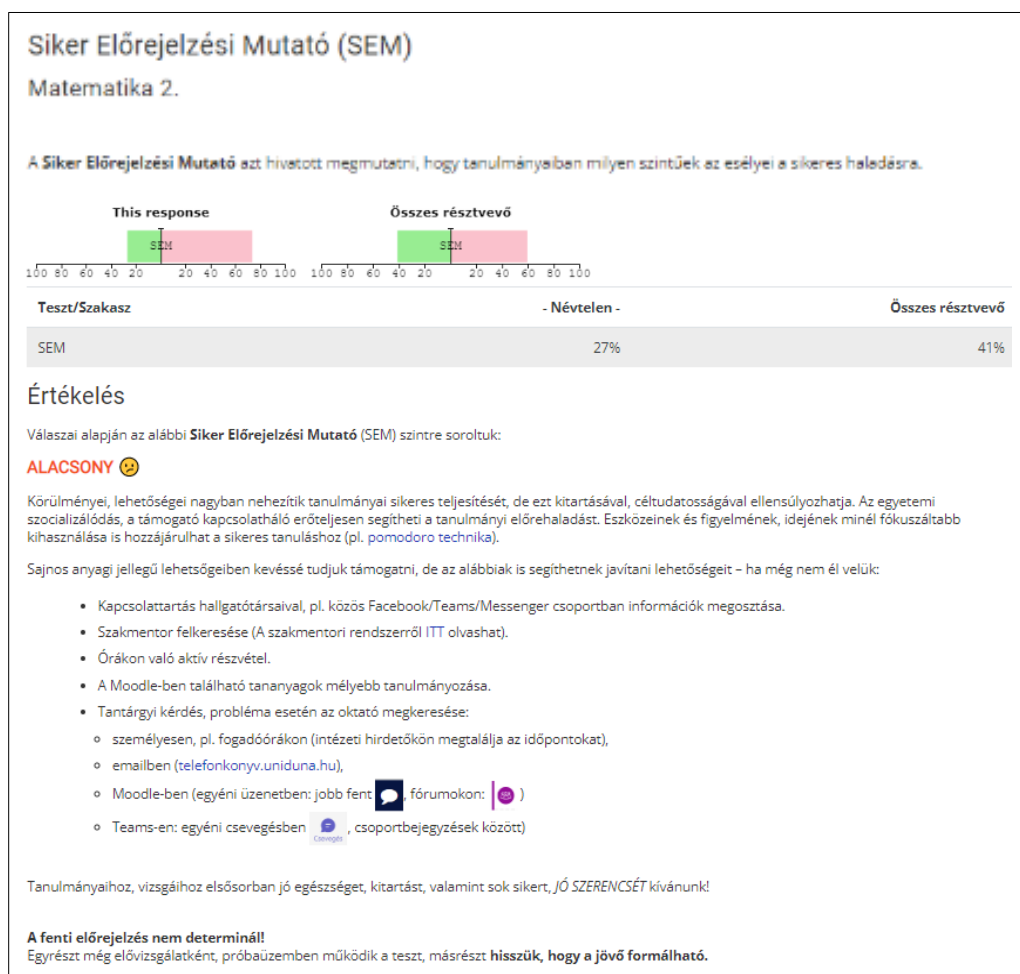 Siker Előrejelzési Mutató (SEM)
Matematika 2.
A Siker Előrejelzési Mutató azt hivatott megmutatni, hogy tanulmányaiban milyen szintűek az esélyei a sikeres haladásra.
This response Összes résztvevő
SEM SEM
100 80 60 40 20 20 40 60 80 100 100 80 60 40 20 20 40 60 80 100
Teszt/Szakasz - Névtelen - Összes résztvevő
SEM 27% 41%
Értékelés
Válaszai alapján az alábbi Siker Előrejelzési Mutató (SEM) szintre soroltuk:
ALACSONY 😕
Körülményei, lehetőségei nagyban nehezítik tanulmányai sikeres teljesítését, de ezt kitartásával, céltudatosságával ellensúlyozhatja. Az egyetemi
szocializálódás, a támogató kapcsolatháló erőteljesen segítheti a tanulmányi előrehaladást. Eszközeinek és figyelmének, idejének minél fókuszáltabb
kihasználása is hozzájárulhat a sikeres tanuláshoz (pl. pomodoro technika).
Sajnos anyagi jellegű lehetsőgeiben kevéssé tudjuk támogatni, de az alábbiak is segíthetnek javítani lehetőségeit – ha még nem él velük:
• Kapcsolattartás hallgatótársaival, pl. közös Facebook/Teams/Messenger csoportban információk megosztása.
• Szakmentor felkeresése (A szakmentori rendszerről ITT olvashat).
• Órákon való aktív részvétel.
• A Moodle-ben található tananyagok mélyebb tanulmányozása.
• Tantárgyi kérdés, probléma esetén az oktató megkeresése:
◦ személyesen, pl. fogadóórákon (intézeti hirdetőkön megtalálja az időpontokat),
◦ emailben (telefonkonyv.uniduna.hu),
◦ Moodle-ben (egyéni üzenetben: jobb fent , fórumokon: )
◦ Teams-en: egyéni csevegésben Csevegés , csoportbejegyzések között)
Tanulmányaihoz, vizsgáihoz elsősorban jó egészséget, kitartást, valamint sok sikert, JÓ SZERENCSÉT kívánunk!
A fenti előrejelzés nem determinál!
Egyrészt még elővizsgálatként, próbaüzemben működik a teszt, másrészt hisszük, hogy a jövő formálható.